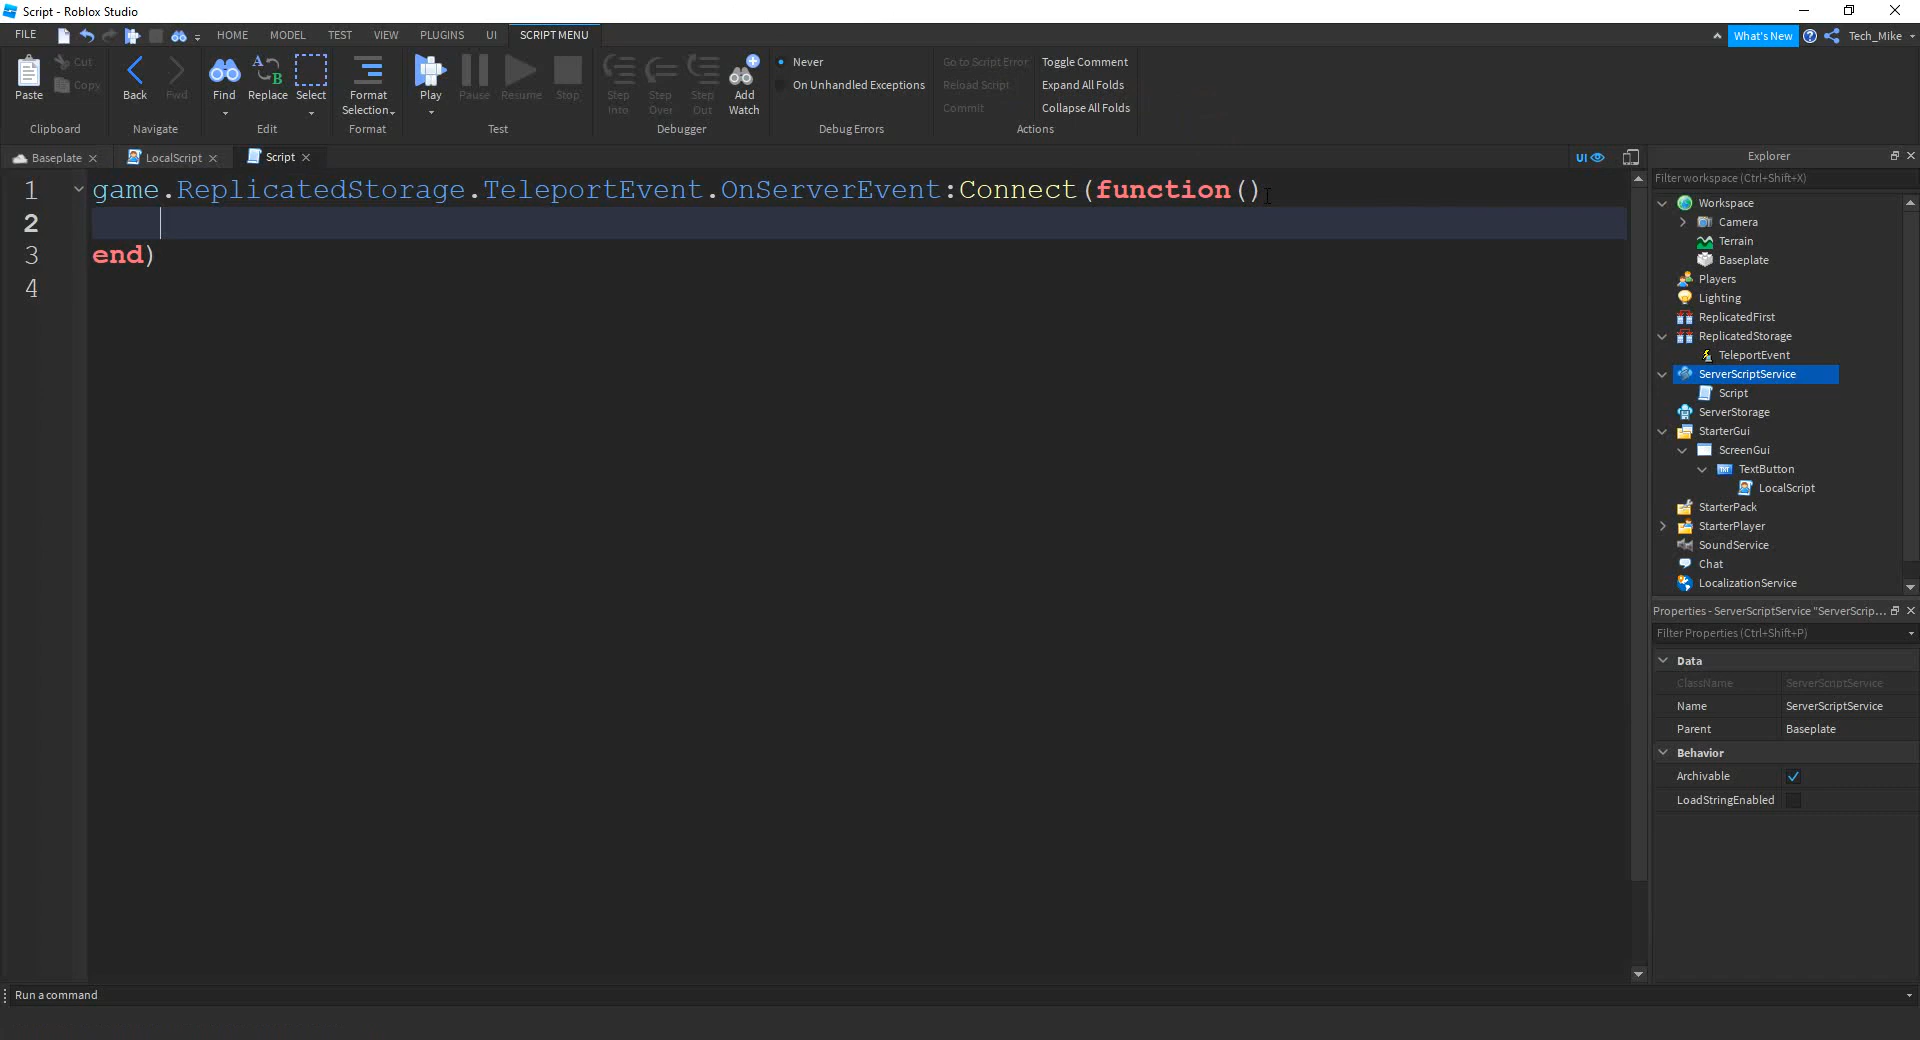 Script - Roblox Studio
FILE HOME MODEL TEST VIEW PLUGINS UI SCRIPT MENU What's New Tech_Mike
Paste Cut Copy
Clipboard
Back Fwd
Navigate
Find Replace Select
Edit
Format Selection
Format
Play Pause Resume Stop
Test
Step Into Step Over Step Out Add Watch
Debugger
Never
On Unhandled Exceptions
Debug Errors
Go to Script Error
Reload Script
Commit
Toggle Comment
Expand All Folds
Collapse All Folds
Actions
Baseplate LocalScript Script UI
1 game.ReplicatedStorage.TeleportEvent.OnServerEvent:Connect(function()
2
3 end)
4
Explorer
Filter workspace (Ctrl+Shift+X)
Workspace
Camera
Terrain
Baseplate
Players
Lighting
ReplicatedFirst
ReplicatedStorage
TeleportEvent
ServerScriptService
Script
ServerStorage
StarterGui
ScreenGui
TXT TextButton
LocalScript
StarterPack
StarterPlayer
SoundService
Chat
LocalizationService
Properties - ServerScriptService "ServerScrip...
Filter Properties (Ctrl+Shift+P)
Data
ClassName ServerScriptService
Name ServerScriptService
Parent Baseplate
Behavior
Archivable
LoadStringEnabled
Run a command